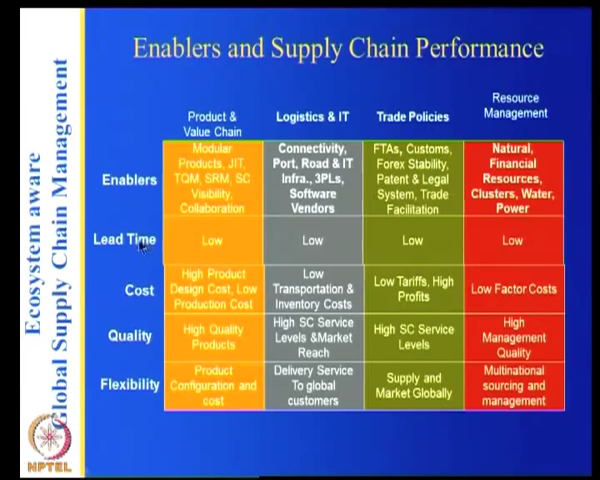 Enablers and Supply Chain Performance
Ecosystem aware
Global Supply Chain Management
Product &
Value Chain
Logistics & IT
Trade Policies
Resource
Management
Enablers
Modular
Products, JIT,
TQM, SRM, SC
Visibility,
Collaboration
Connectivity,
Port, Road & IT
Infra., 3PLs,
Software
Vendors
FTAs, Customs,
Forex Stability,
Patent & Legal
System, Trade
Facilitation
Natural,
Financial
Resources,
Clusters, Water,
Power
Lead Time
Low
Low
Low
Low
Cost
High Product
Design Cost, Low
Production Cost
Low
Transportation &
Inventory Costs
Low Tariffs, High
Profits
Low Factor Costs
Quality
High Quality
Products
High SC Service
Levels &Market
Reach
High SC Service
Levels
High
Management
Quality
Flexibility
Product
Configuration and
cost
Delivery Service
To global
customers
Supply and
Market Globally
Multinational
sourcing and
management
NPTEL